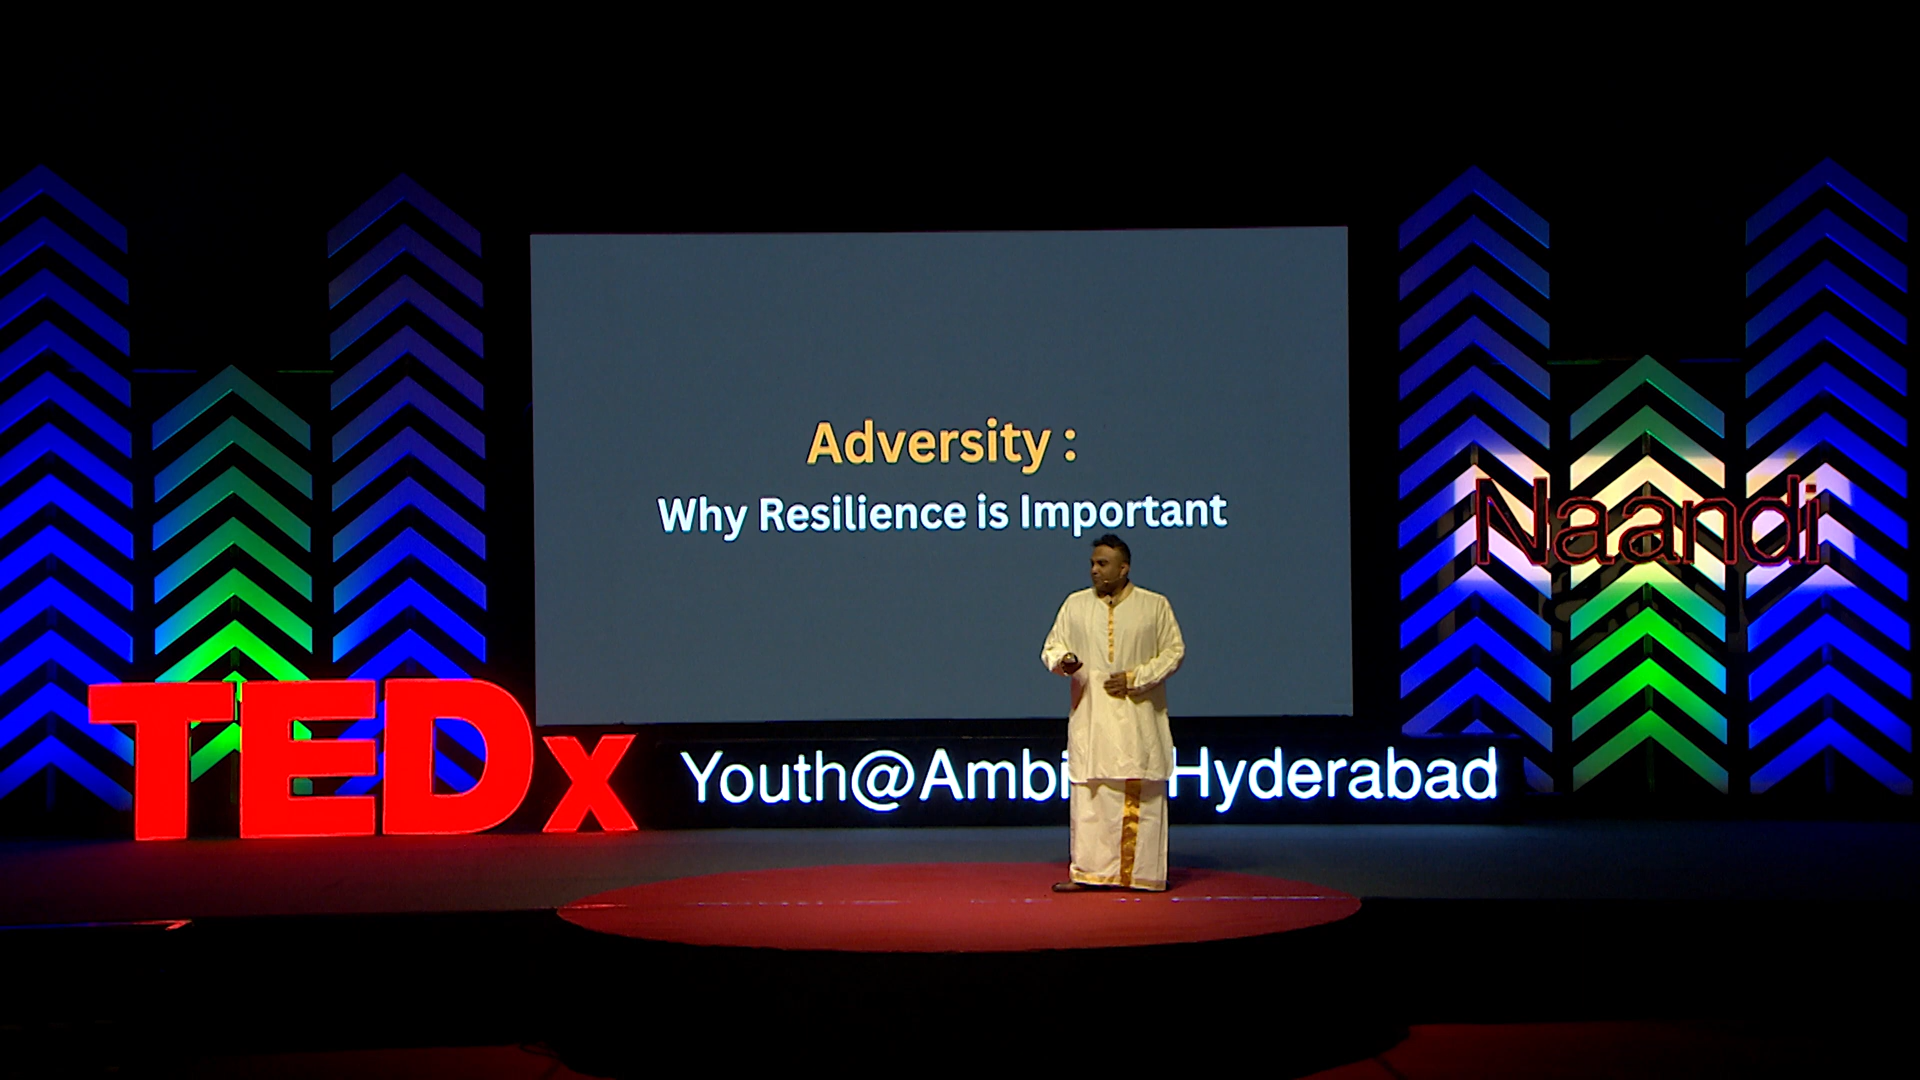 Adversity :
Why Resilience is Important
Naandi
TEDx
Youth@Ambi Hyderabad